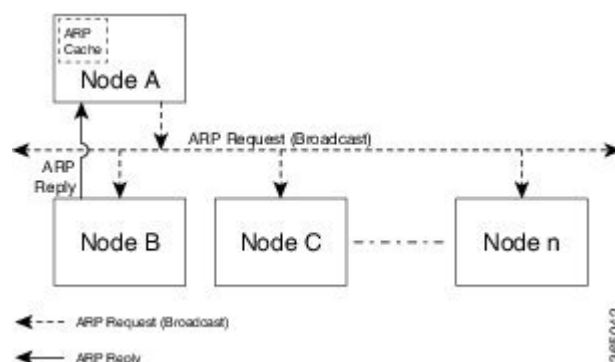 ARP
Cache
Node A
ARP Request (Broadcast)
ARP
Reply
Node B
Node C
Node n
ARP Request (Broadcast)
ARP Reply